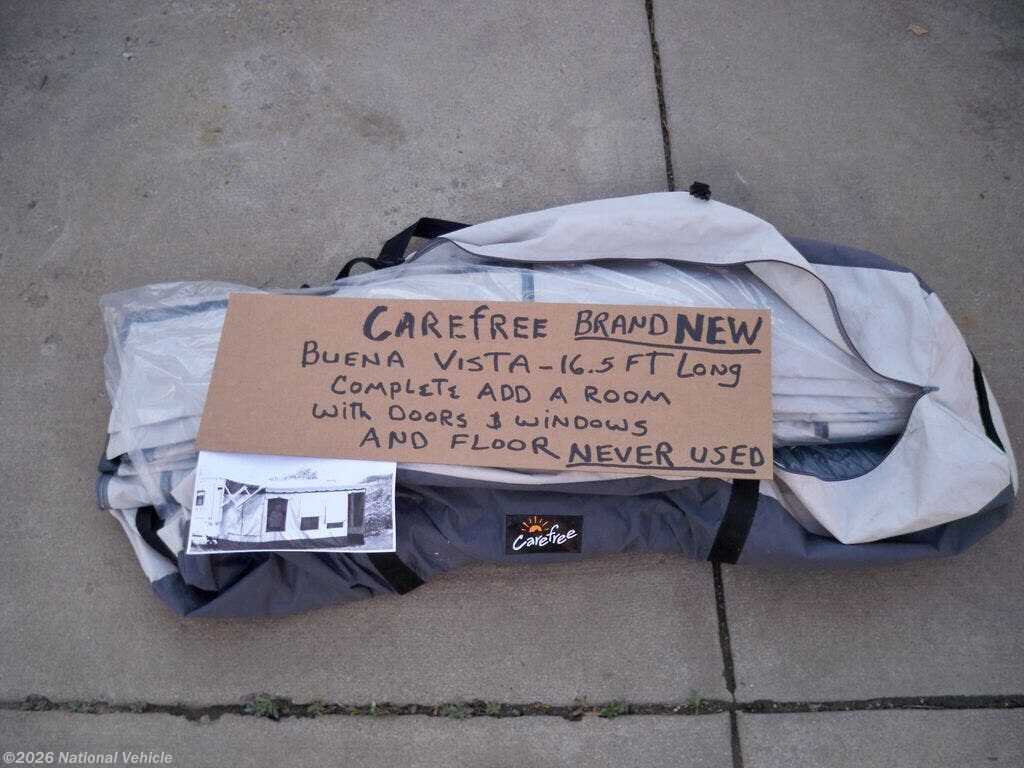 CAREFREE BRAND NEW
BUENA VISTA - 16.5 FT Long
COMPLETE ADD A ROOM
WITH DOORS & WINDOWS
AND FLOOR NEVER USED
Carefree
©2026 National Vehicle